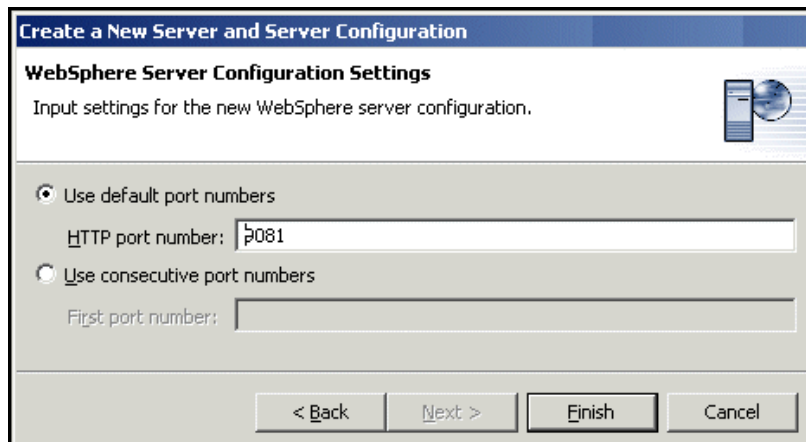 Create a New Server and Server Configuration
WebSphere Server Configuration Settings
Input settings for the new WebSphere server configuration.
Use default port numbers
HTTP port number: 9081
Use consecutive port numbers
First port number:
< Back Next > Finish Cancel